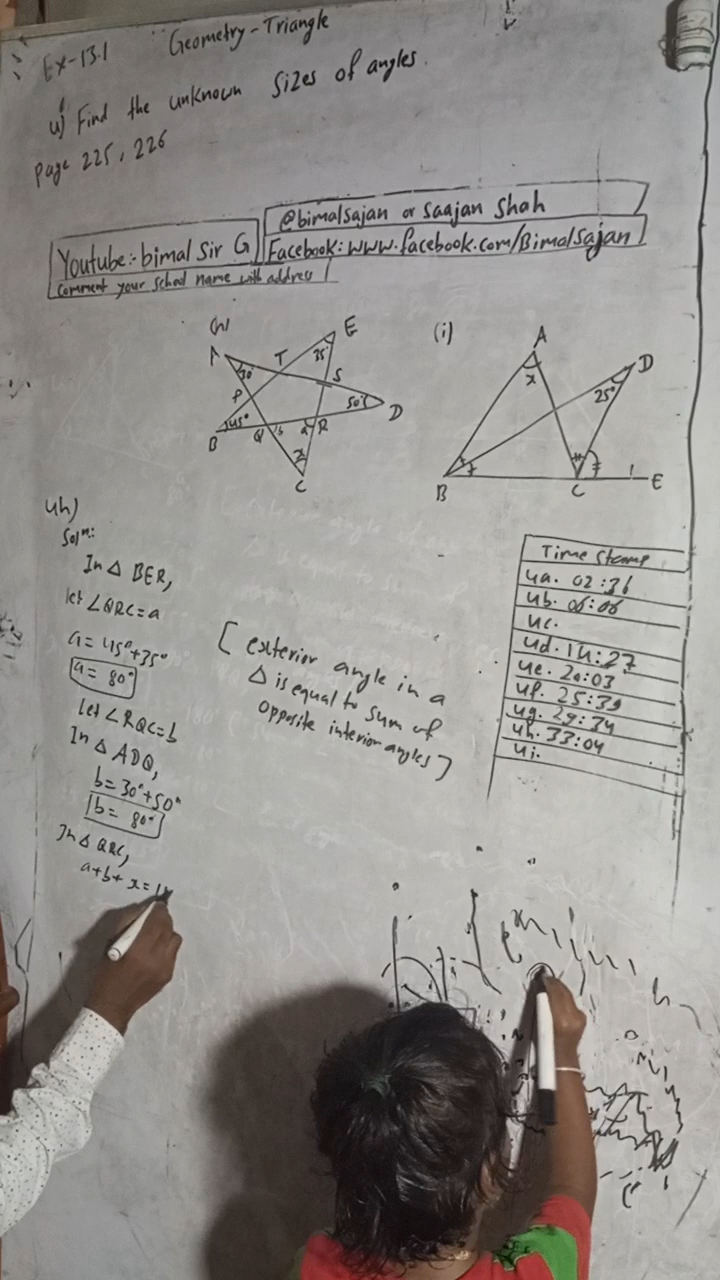 Ex-13.1 Geometry-Triangle
4) Find the unknown sizes of angles.
Page 225, 226
@bimalsajan or Saajan Shah
Youtube:- bimal Sir G
Facebook: www.facebook.com/BimalSajan
Comment your school name with address
(h)
A
T
E
30°
35°
S
P
50°
D
45°
B
Q
b
a
R
x
C
(i)
A
x
D
25°
B
C
E
4h)
Solⁿ:
In △ BER,
let ∠QRC=a
a = 45°+35°
a = 80°
let ∠RQC=b
In △ ADQ,
b = 30°+50°
b = 80°
In △ QRC,
a+b+x=
[exterior angle in a
△ is equal to sum of
opposite interior angles]
Time Stamp
4a. 02:36
4b. 06:06
4c.
4d. 14:27
4e. 20:03
4f. 25:39
4g. 29:34
4h. 33:04
4i.